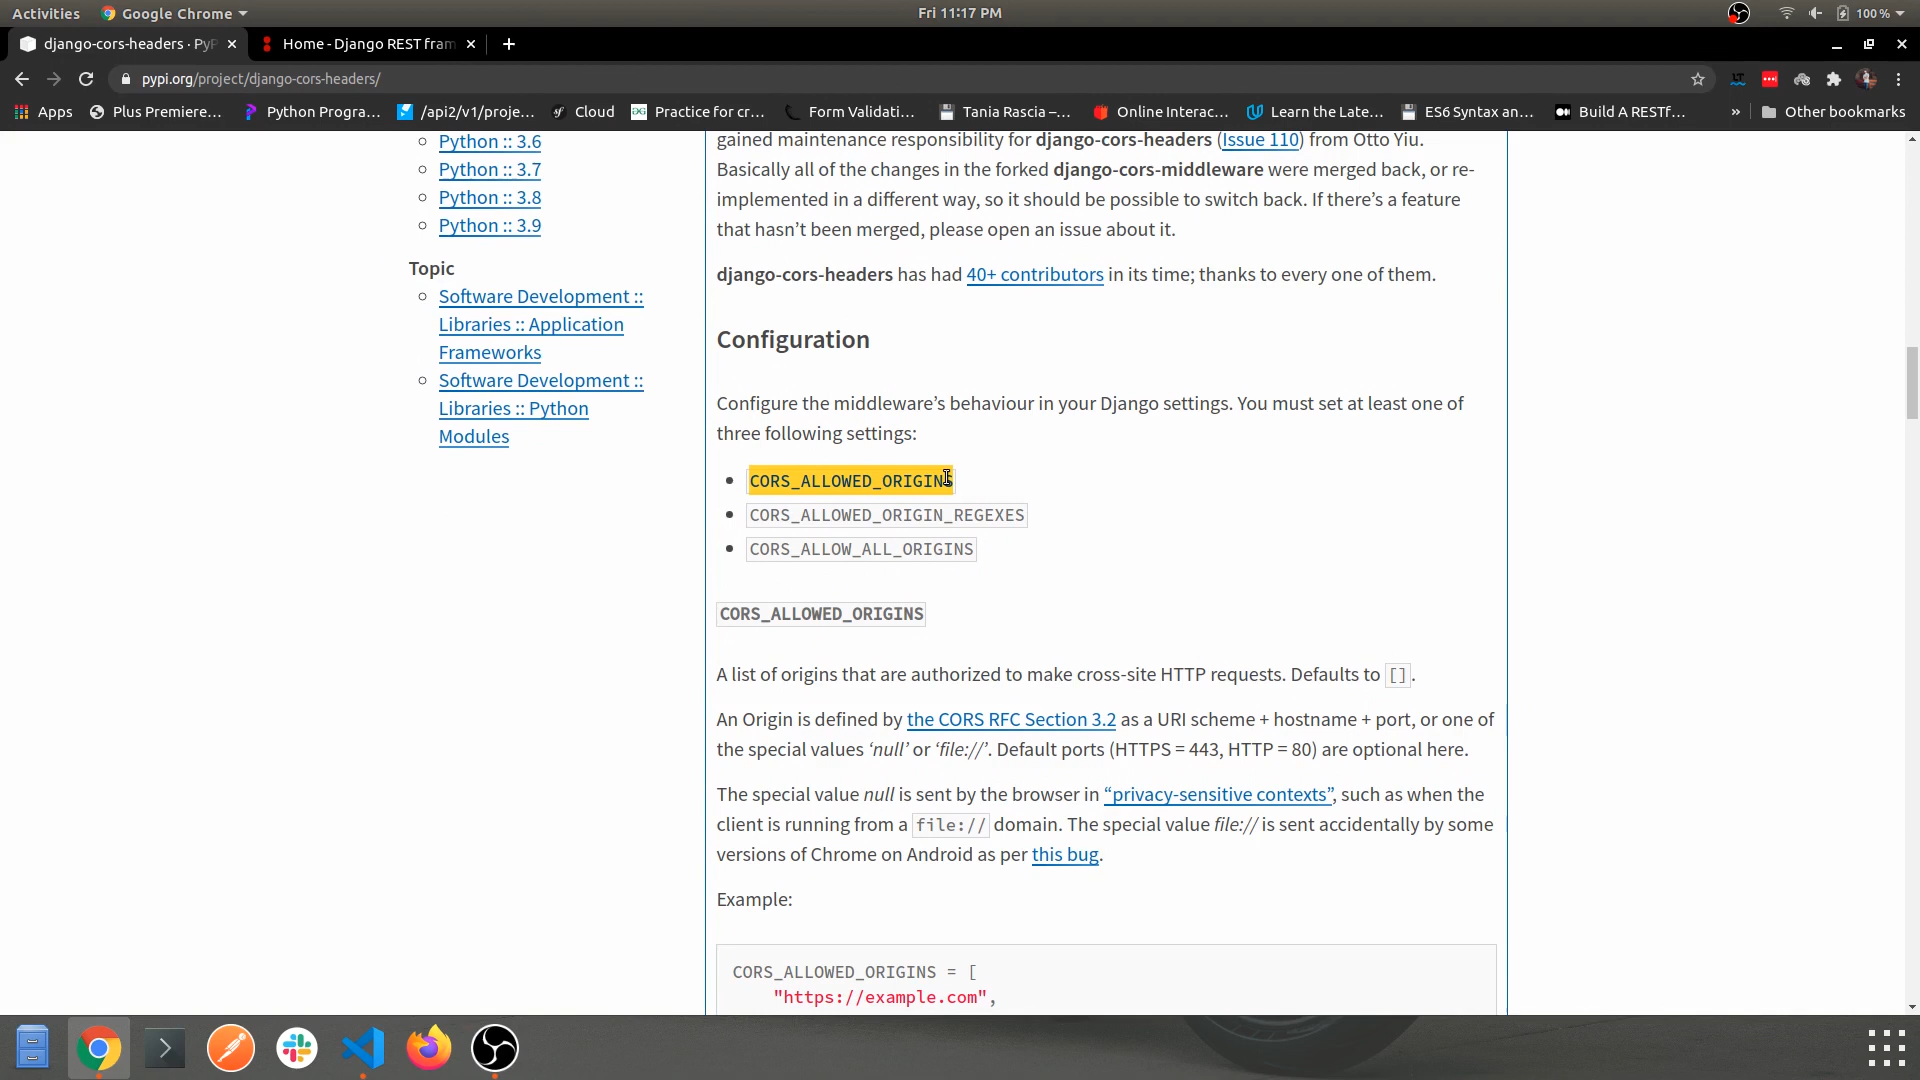 Activities
Google Chrome
Fri 11:17 PM
100 %
django-cors-headers · PyP
Home - Django REST fram
pypi.org/project/django-cors-headers/
Apps
Plus Premiere...
Python Progra...
/api2/v1/proje...
Cloud
Practice for cr...
Form Validati...
Tania Rascia –...
Online Interac...
Learn the Late...
ES6 Syntax an...
Build A RESTf...
»
Other bookmarks
Python :: 3.6
Python :: 3.7
Python :: 3.8
Python :: 3.9
Topic
Software Development ::
Libraries :: Application
Frameworks
Software Development ::
Libraries :: Python
Modules
gained maintenance responsibility for django-cors-headers (Issue 110) from Otto Yiu.
Basically all of the changes in the forked django-cors-middleware were merged back, or re-
implemented in a different way, so it should be possible to switch back. If there’s a feature
that hasn’t been merged, please open an issue about it.
django-cors-headers has had 40+ contributors in its time; thanks to every one of them.
Configuration
Configure the middleware’s behaviour in your Django settings. You must set at least one of
three following settings:
CORS_ALLOWED_ORIGINS
CORS_ALLOWED_ORIGIN_REGEXES
CORS_ALLOW_ALL_ORIGINS
CORS_ALLOWED_ORIGINS
A list of origins that are authorized to make cross-site HTTP requests. Defaults to [].
An Origin is defined by the CORS RFC Section 3.2 as a URI scheme + hostname + port, or one of
the special values ‘null’ or ‘file://’. Default ports (HTTPS = 443, HTTP = 80) are optional here.
The special value null is sent by the browser in “privacy-sensitive contexts”, such as when the
client is running from a file:// domain. The special value file:// is sent accidentally by some
versions of Chrome on Android as per this bug.
Example:
CORS_ALLOWED_ORIGINS = [
"https://example.com",